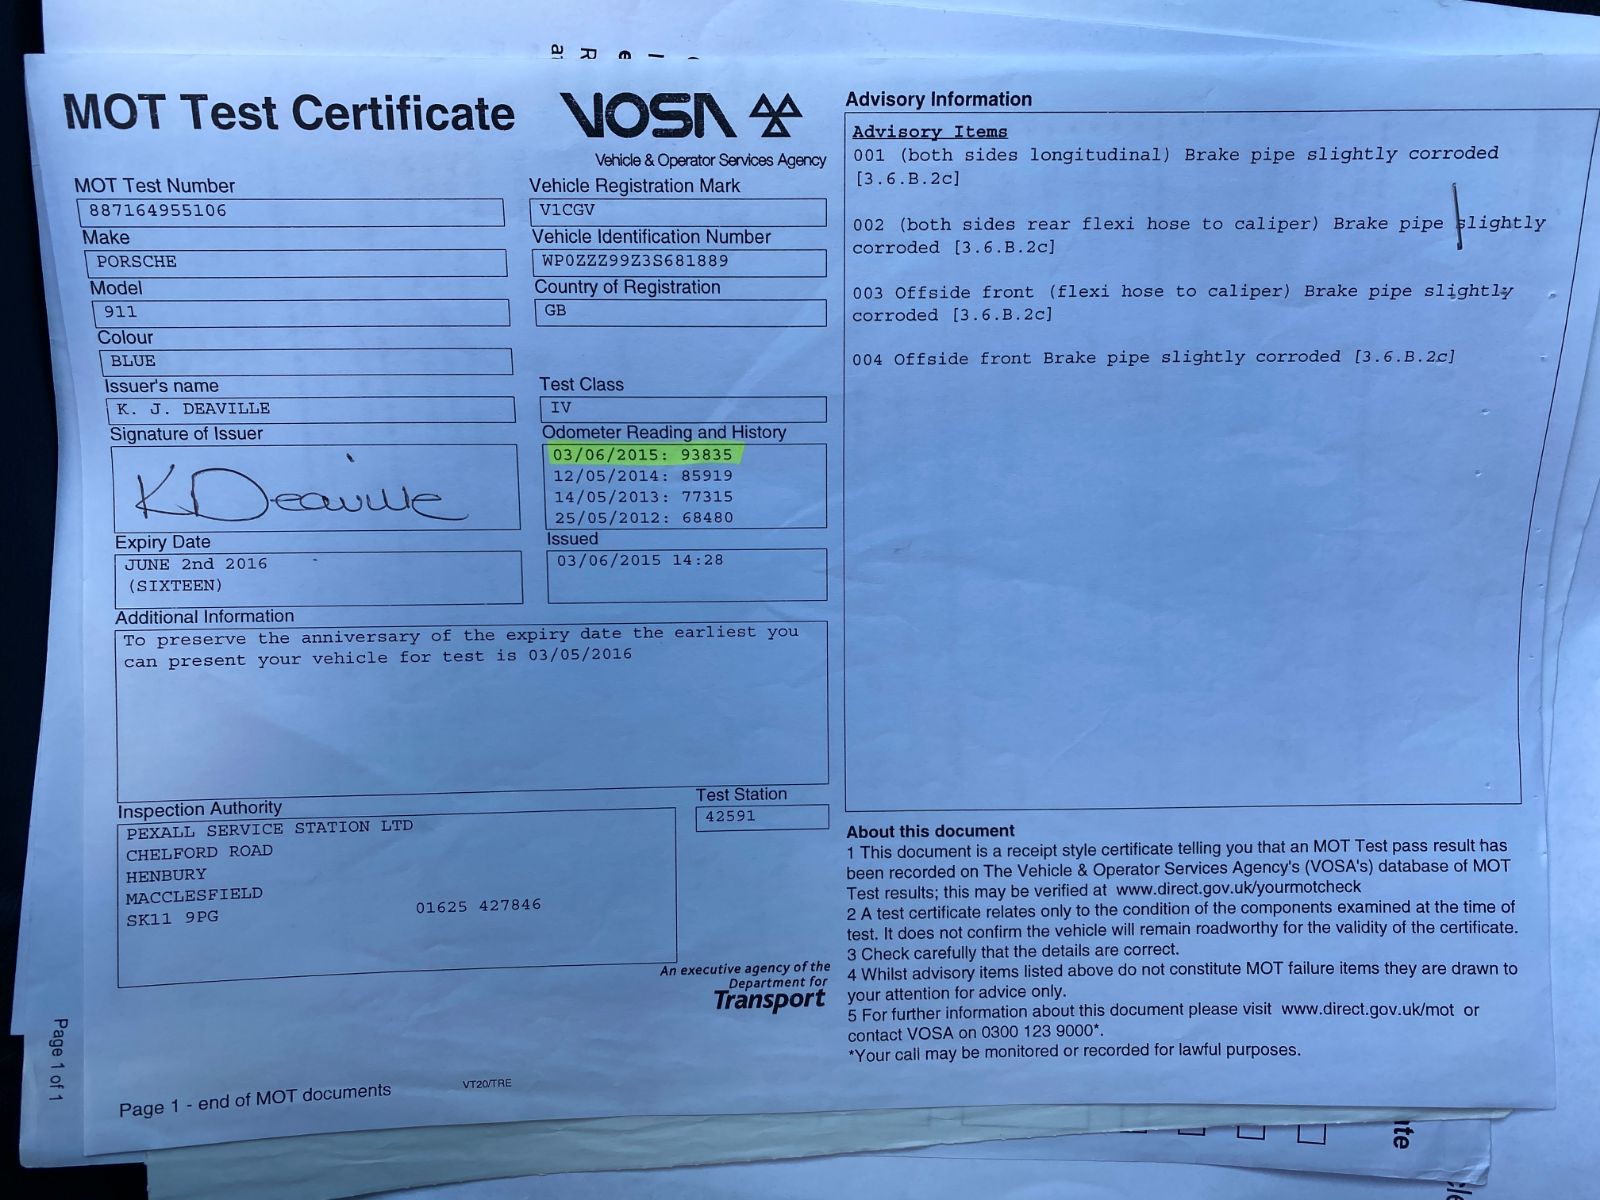 MOT Test Certificate
VOSA
Vehicle & Operator Services Agency
MOT Test Number
887164955106
Vehicle Registration Mark
V1CGV
Make
PORSCHE
Vehicle Identification Number
WP0ZZZ99Z3S681889
Model
911
Country of Registration
GB
Colour
BLUE
Issuer's name
K. J. DEAVILLE
Test Class
IV
Signature of Issuer
K Deaville
Odometer Reading and History
03/06/2015: 93835
12/05/2014: 85919
14/05/2013: 77315
25/05/2012: 68480
Expiry Date
JUNE 2nd 2016
(SIXTEEN)
Issued
03/06/2015 14:28
Additional Information
To preserve the anniversary of the expiry date the earliest you
can present your vehicle for test is 03/05/2016
Inspection Authority
PEXALL SERVICE STATION LTD
CHELFORD ROAD
HENBURY
MACCLESFIELD
SK11 9PG
01625 427846
Test Station
42591
An executive agency of the
Department for
Transport
Page 1 - end of MOT documents
VT20/TRE
Page 1 of 1
Advisory Information
Advisory Items
001 (both sides longitudinal) Brake pipe slightly corroded
[3.6.B.2c]
002 (both sides rear flexi hose to caliper) Brake pipe slightly
corroded [3.6.B.2c]
003 Offside front (flexi hose to caliper) Brake pipe slightly
corroded [3.6.B.2c]
004 Offside front Brake pipe slightly corroded [3.6.B.2c]
About this document
1 This document is a receipt style certificate telling you that an MOT Test pass result has
been recorded on The Vehicle & Operator Services Agency's (VOSA's) database of MOT
Test results; this may be verified at www.direct.gov.uk/yourmotcheck
2 A test certificate relates only to the condition of the components examined at the time of
test. It does not confirm the vehicle will remain roadworthy for the validity of the certificate.
3 Check carefully that the details are correct.
4 Whilst advisory items listed above do not constitute MOT failure items they are drawn to
your attention for advice only.
5 For further information about this document please visit www.direct.gov.uk/mot or
contact VOSA on 0300 123 9000*.
*Your call may be monitored or recorded for lawful purposes.